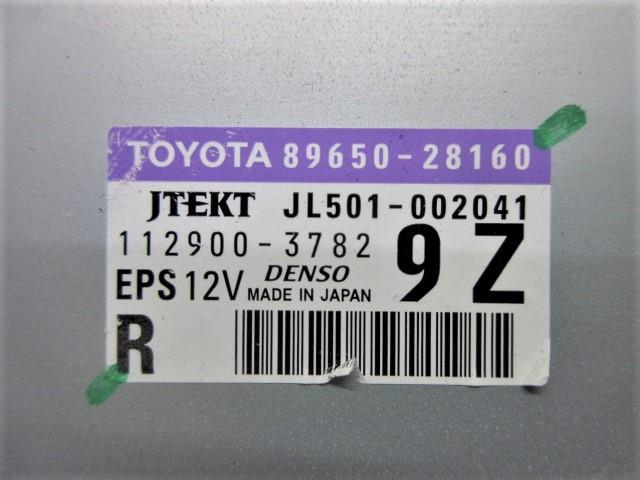 TOYOTA 89650-28160
JTEKT JL501-002041
112900-3782 9Z
EPS 12V DENSO MADE IN JAPAN
R